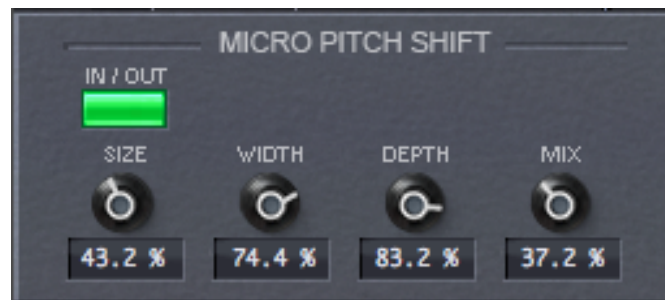 MICRO PITCH SHIFT
IN / OUT
SIZE WIDTH DEPTH MIX
43.2 % 74.4 % 83.2 % 37.2 %